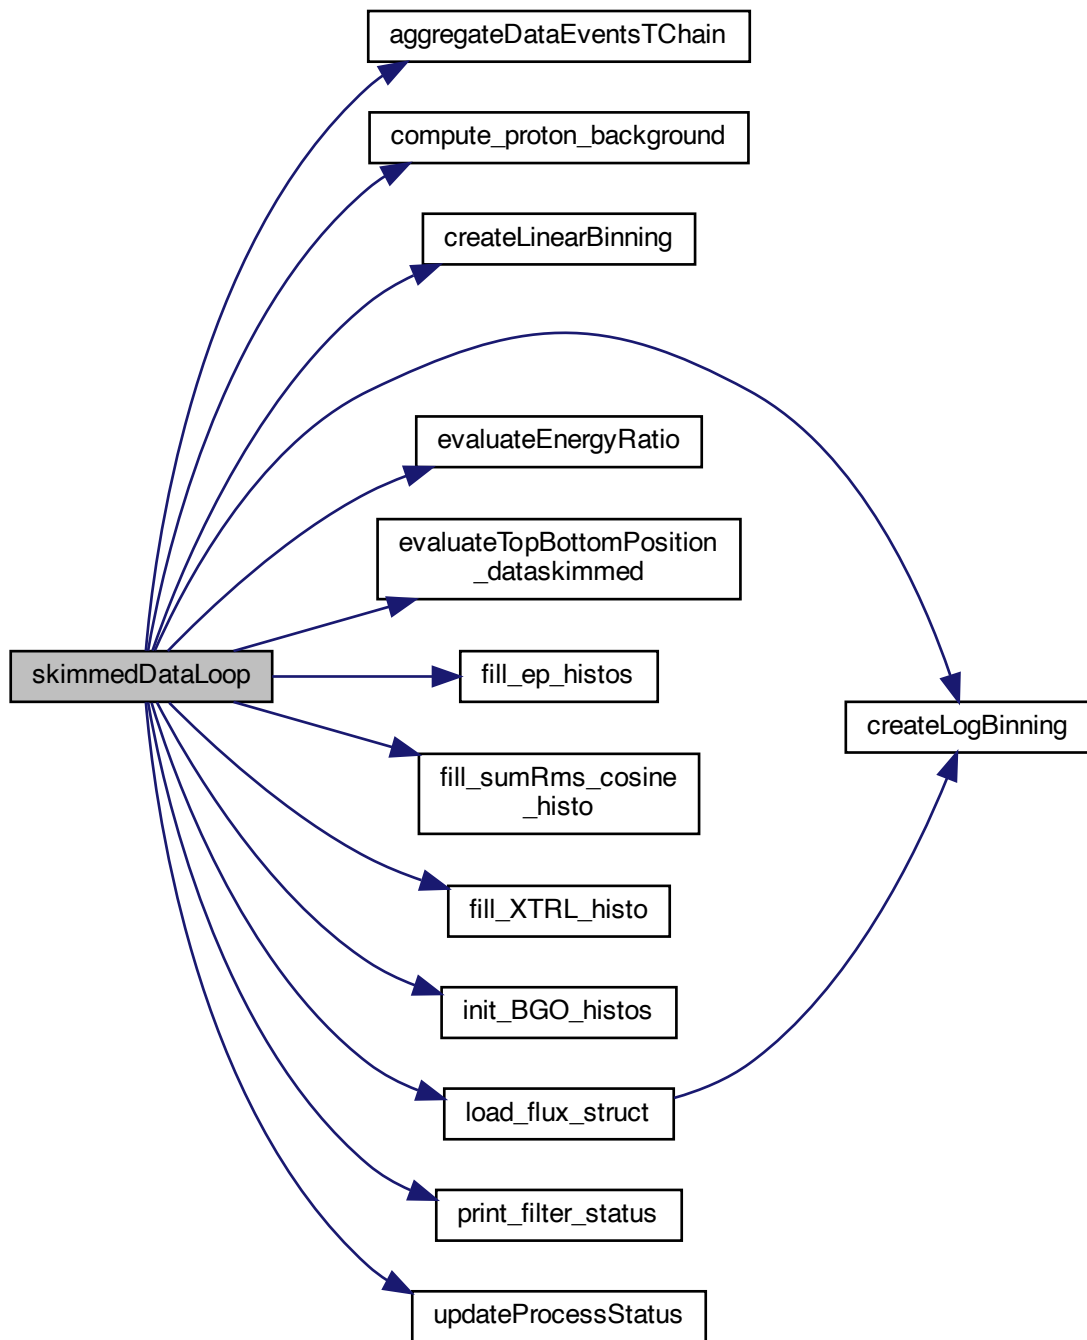 aggregateDataEventsTChain
compute_proton_background
createLinearBinning
evaluateEnergyRatio
evaluateTopBottomPosition
_dataskimmed
skimmedDataLoop
fill_ep_histos
createLogBinning
fill_sumRms_cosine
_histo
fill_XTRL_histo
init_BGO_histos
load_flux_struct
print_filter_status
updateProcessStatus